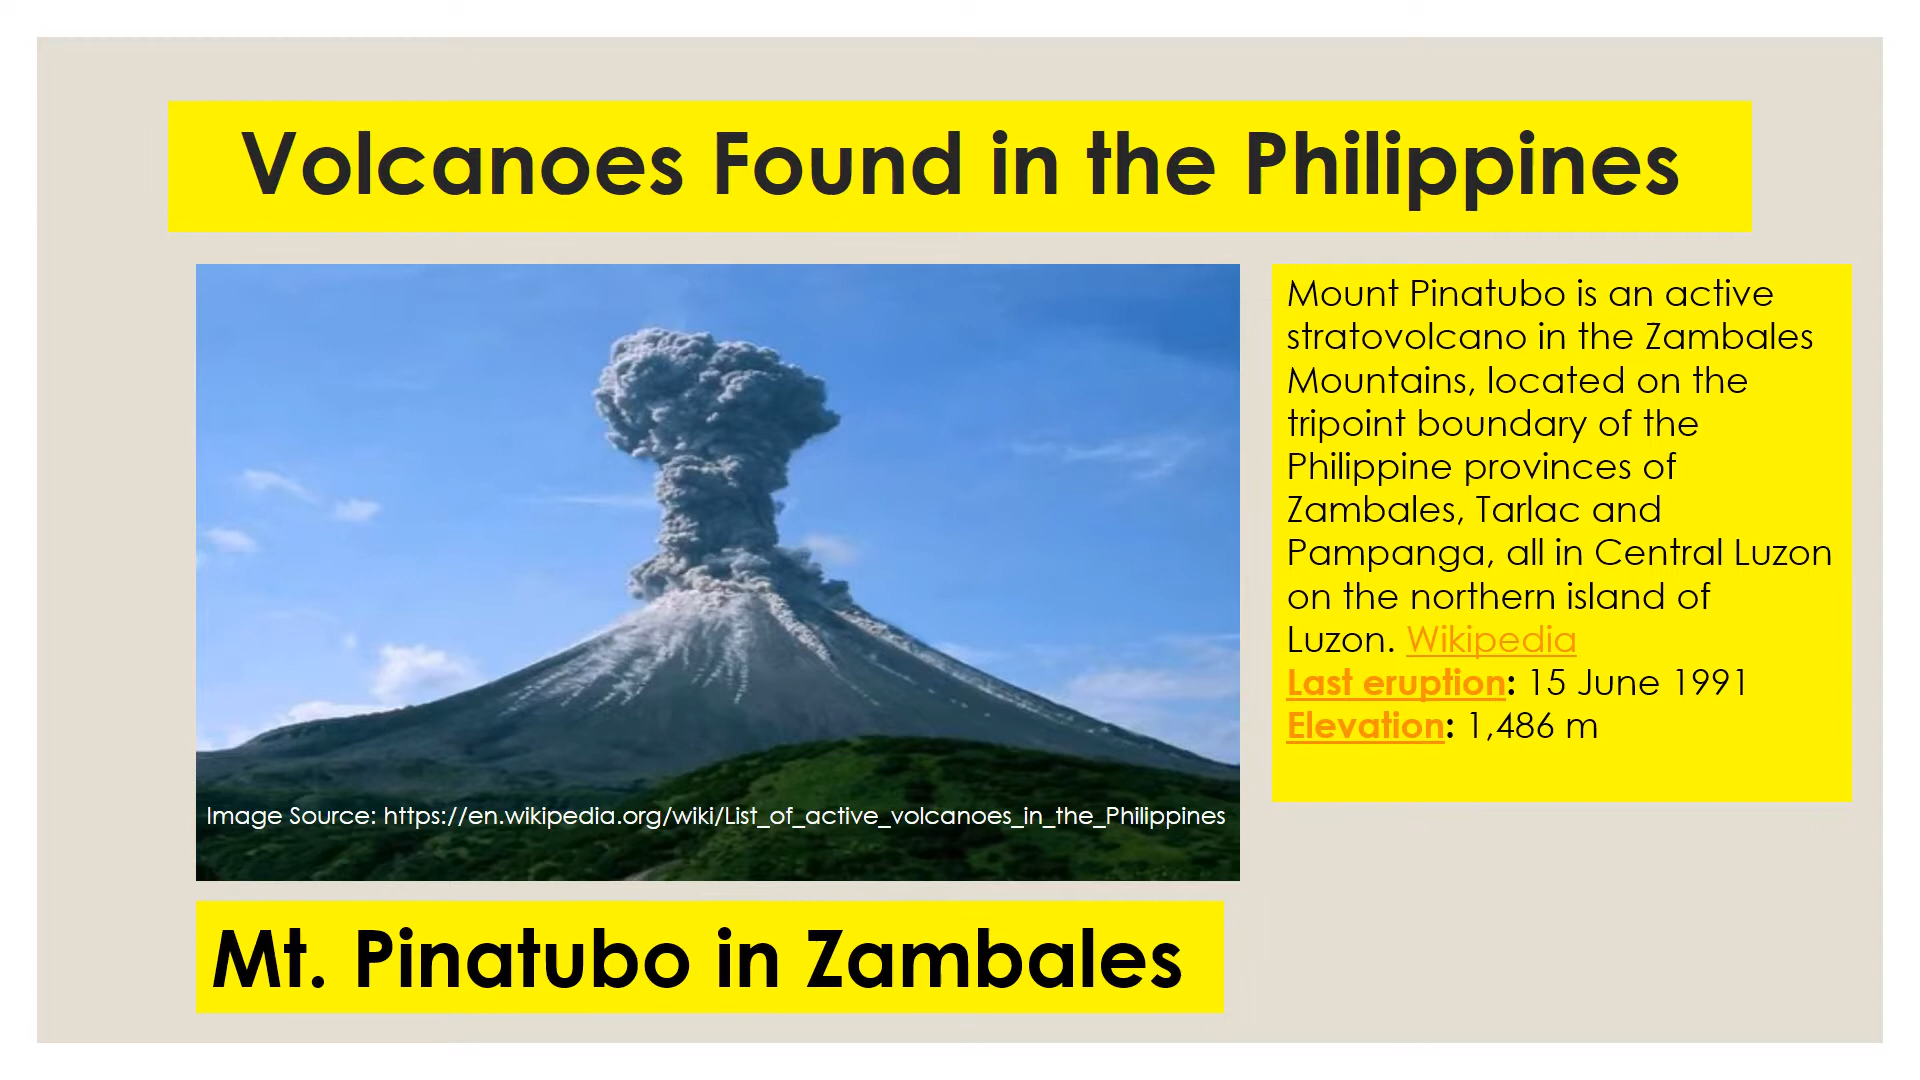 Volcanoes Found in the Philippines
Mount Pinatubo is an active
stratovolcano in the Zambales
Mountains, located on the
tripoint boundary of the
Philippine provinces of
Zambales, Tarlac and
Pampanga, all in Central Luzon
on the northern island of
Luzon. Wikipedia
Last eruption: 15 June 1991
Elevation: 1,486 m
Image Source: https://en.wikipedia.org/wiki/List_of_active_volcanoes_in_the_Philippines
Mt. Pinatubo in Zambales